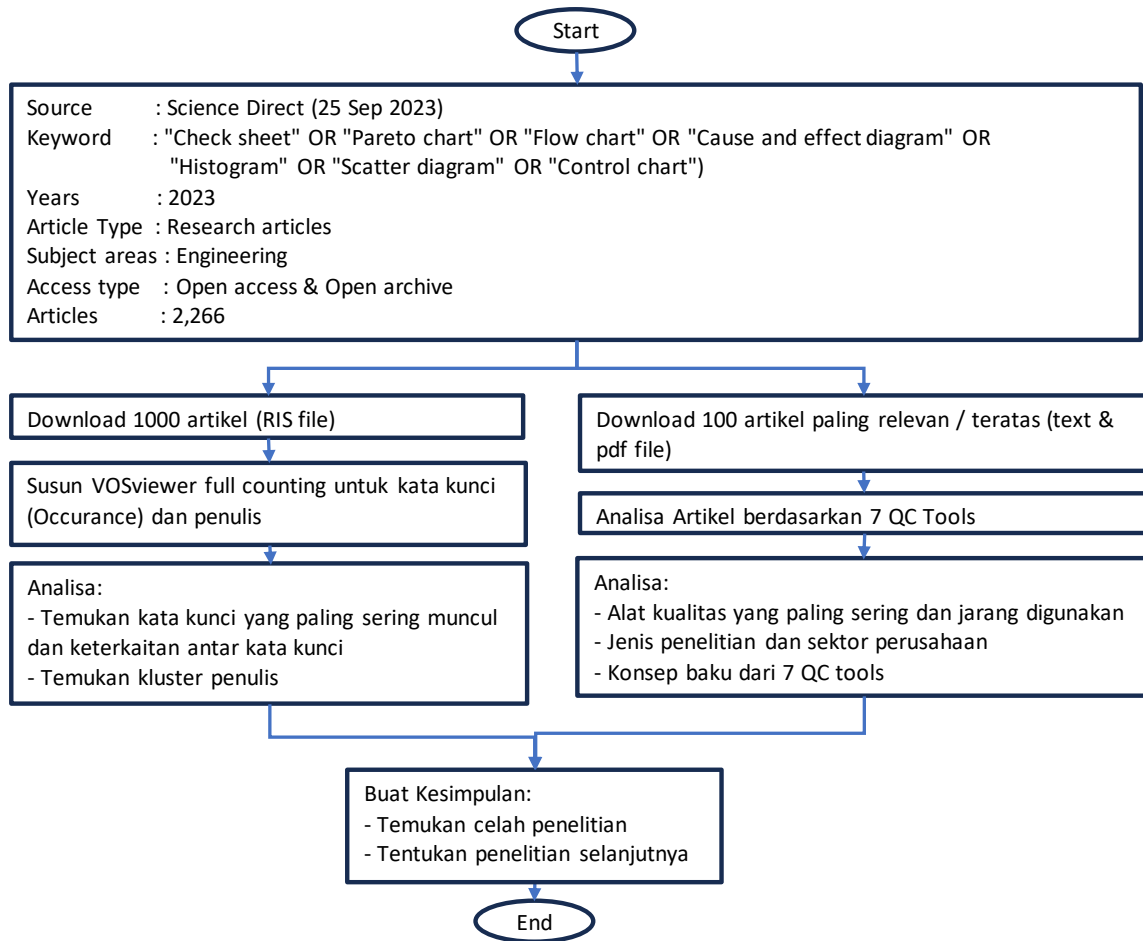 Start
Source : Science Direct (25 Sep 2023)
Keyword : "Check sheet" OR "Pareto chart" OR "Flow chart" OR "Cause and effect diagram" OR
"Histogram" OR "Scatter diagram" OR "Control chart")
Years : 2023
Article Type : Research articles
Subject areas : Engineering
Access type : Open access & Open archive
Articles : 2,266
Download 1000 artikel (RIS file)
Susun VOSviewer full counting untuk kata kunci
(Occurance) dan penulis
Analisa:
- Temukan kata kunci yang paling sering muncul
dan keterkaitan antar kata kunci
- Temukan kluster penulis
Download 100 artikel paling relevan / teratas (text &
pdf file)
Analisa Artikel berdasarkan 7 QC Tools
Analisa:
- Alat kualitas yang paling sering dan jarang digunakan
- Jenis penelitian dan sektor perusahaan
- Konsep baku dari 7 QC tools
Buat Kesimpulan:
- Temukan celah penelitian
- Tentukan penelitian selanjutnya
End